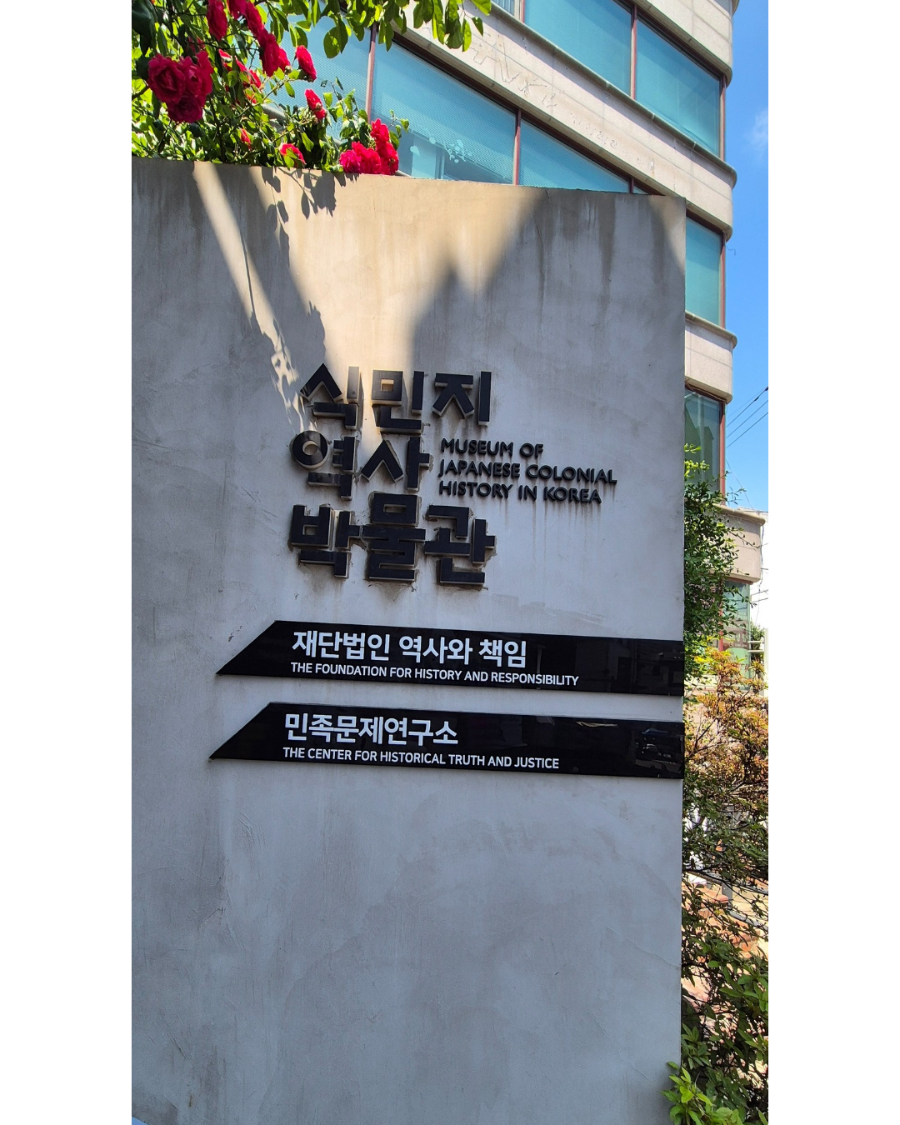 식민지
역사
박물관
MUSEUM OF
JAPANESE COLONIAL
HISTORY IN KOREA
재단법인 역사와 책임
THE FOUNDATION FOR HISTORY AND RESPONSIBILITY
민족문제연구소
THE CENTER FOR HISTORICAL TRUTH AND JUSTICE